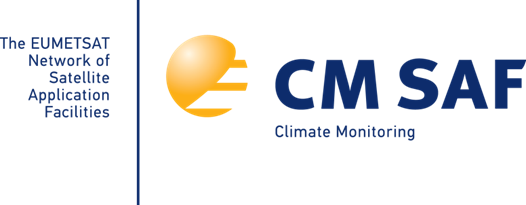 The EUMETSAT
Network of
Satellite
Application
Facilities
CM SAF
Climate Monitoring